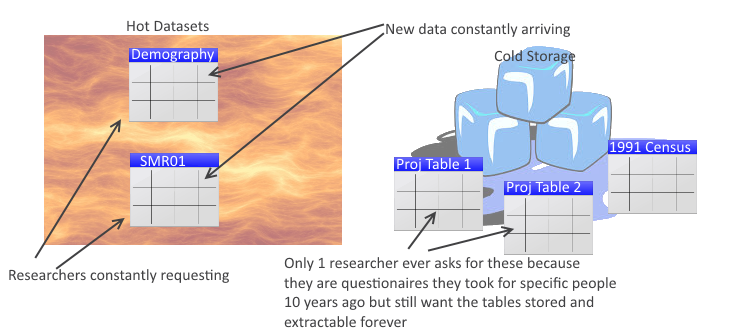 Hot Datasets
New data constantly arriving
Demography
Cold Storage
SMR01
1991 Census
Proj Table 1
Proj Table 2
Researchers constantly requesting
Only 1 researcher ever asks for these because
they are questionaires they took for specific people
10 years ago but still want the tables stored and
extractable forever